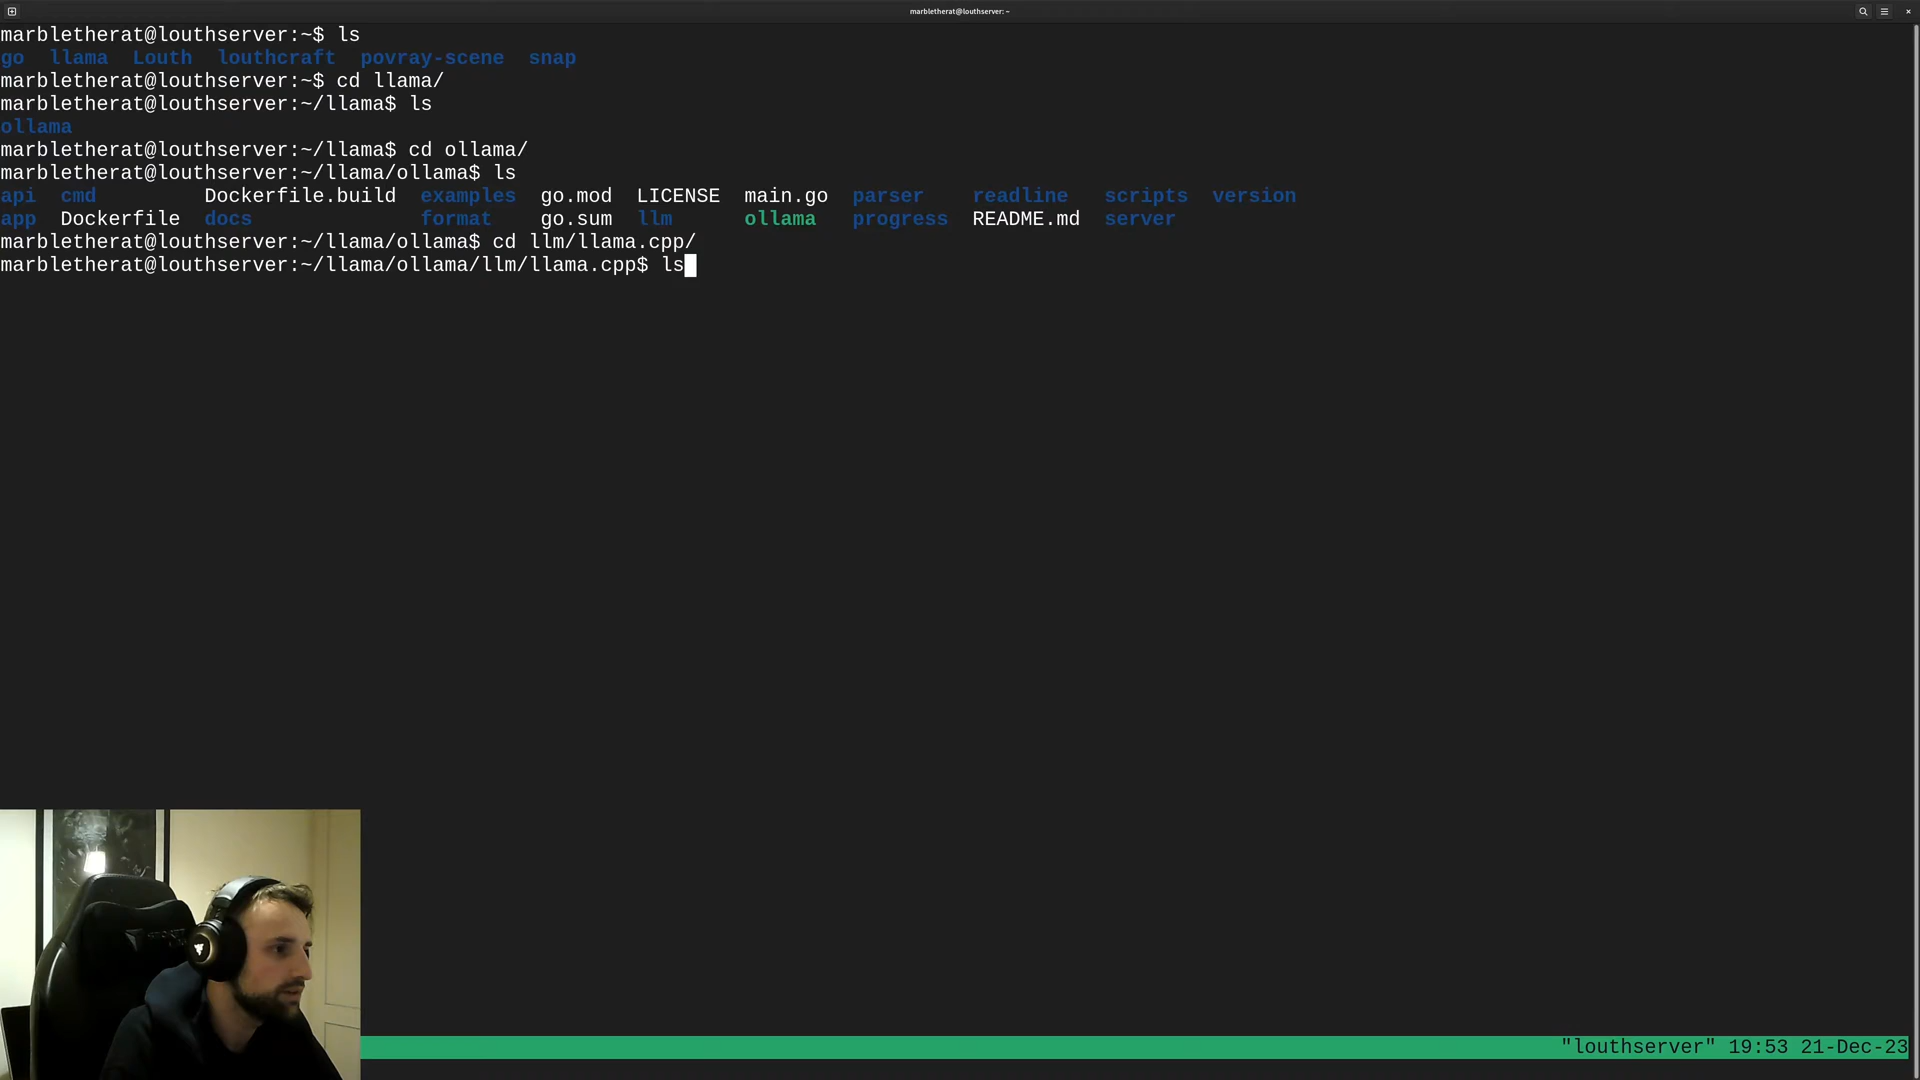 marbletherat@louthserver: ~
marbletherat@louthserver:~$ ls
go  llama  Louth  louthcraft  povray-scene  snap
marbletherat@louthserver:~$ cd llama/
marbletherat@louthserver:~/llama$ ls
ollama
marbletherat@louthserver:~/llama$ cd ollama/
marbletherat@louthserver:~/llama/ollama$ ls
api  cmd         Dockerfile.build  examples  go.mod  LICENSE  main.go  parser    readline   scripts  version
app  Dockerfile  docs              format    go.sum  llm      ollama   progress  README.md  server
marbletherat@louthserver:~/llama/ollama$ cd llm/llama.cpp/
marbletherat@louthserver:~/llama/ollama/llm/llama.cpp$ ls
"louthserver" 19:53 21-Dec-23